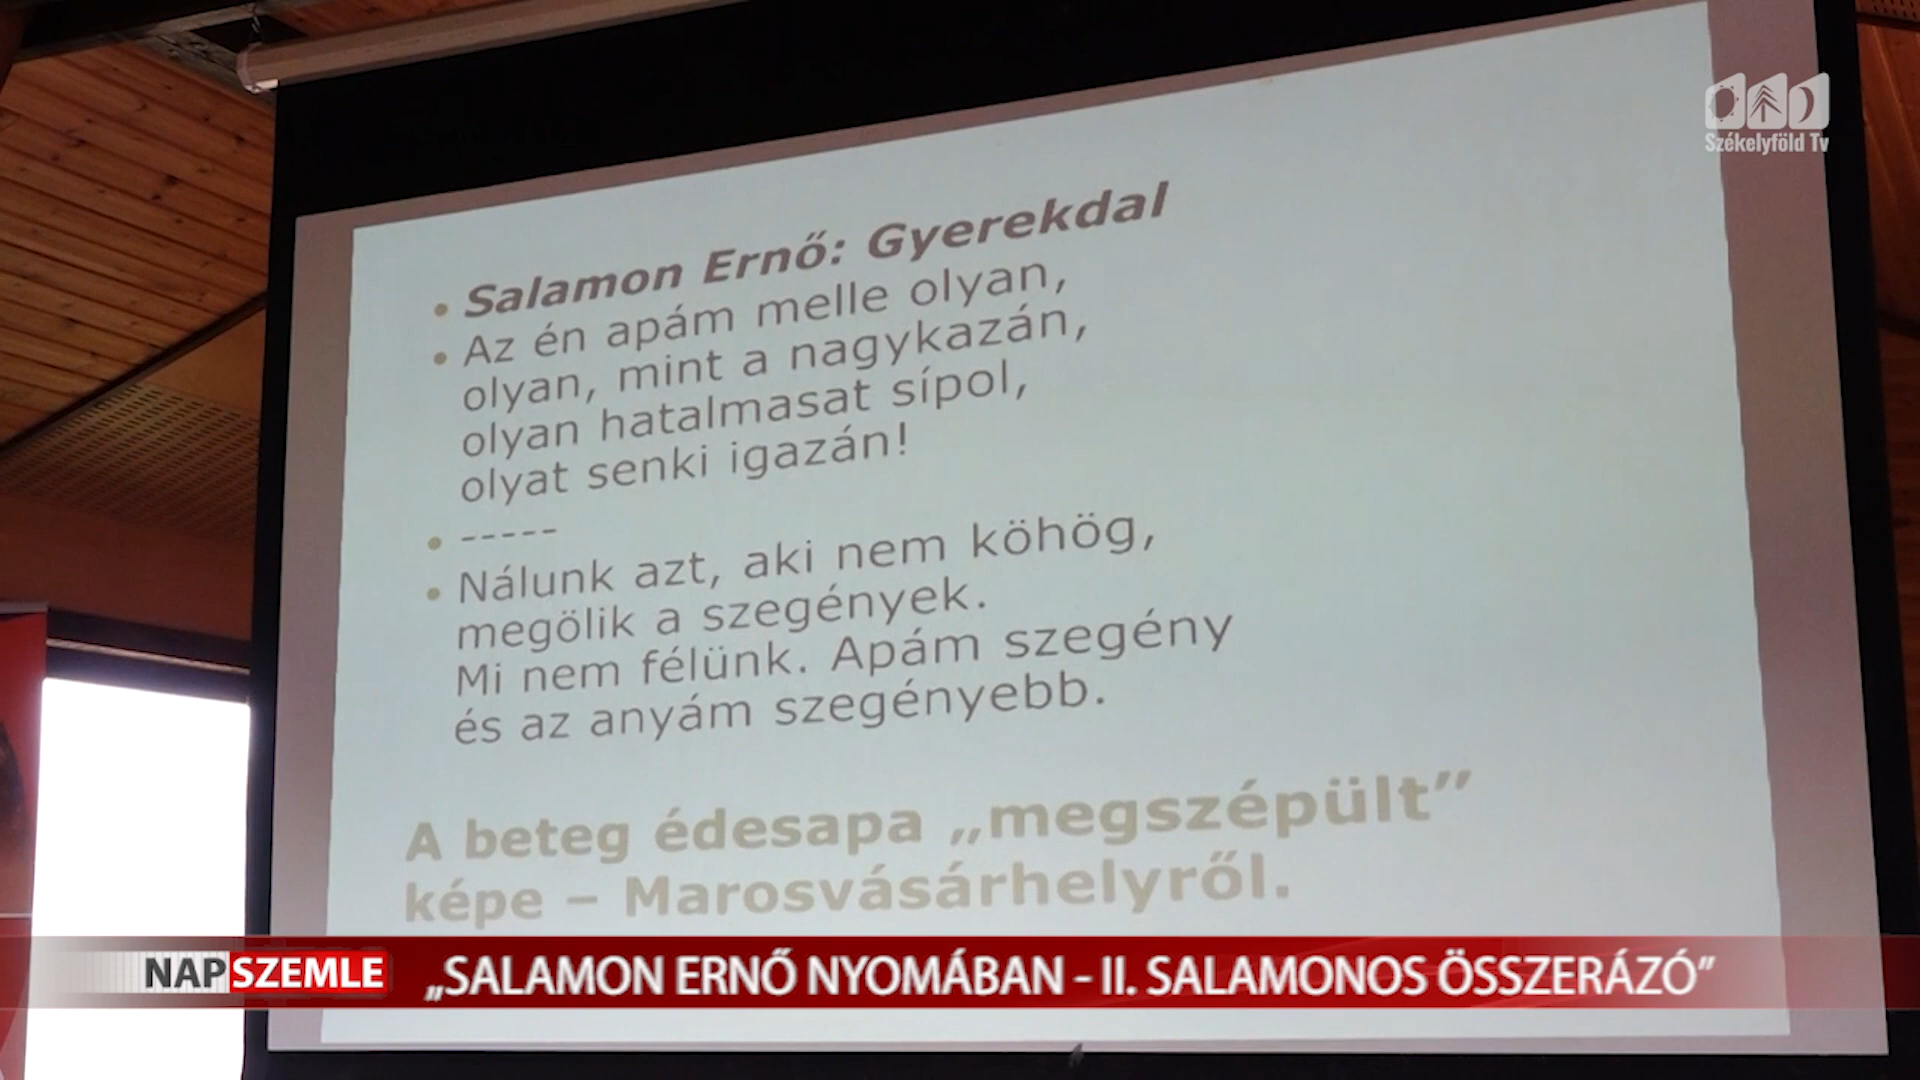 Székelyföld Tv
• Salamon Ernő: Gyerekdal
• Az én apám melle olyan,
olyan, mint a nagykazán,
olyan hatalmasat sípol,
olyat senki igazán!
• -----
• Nálunk azt, aki nem köhög,
megölik a szegények.
Mi nem félünk. Apám szegény
és az anyám szegényebb.
A beteg édesapa „megszépült”
képe – Marosvásárhelyről.
NAPSZEMLE
„SALAMON ERNŐ NYOMÁBAN - II. SALAMONOS ÖSSZERÁZÓ”